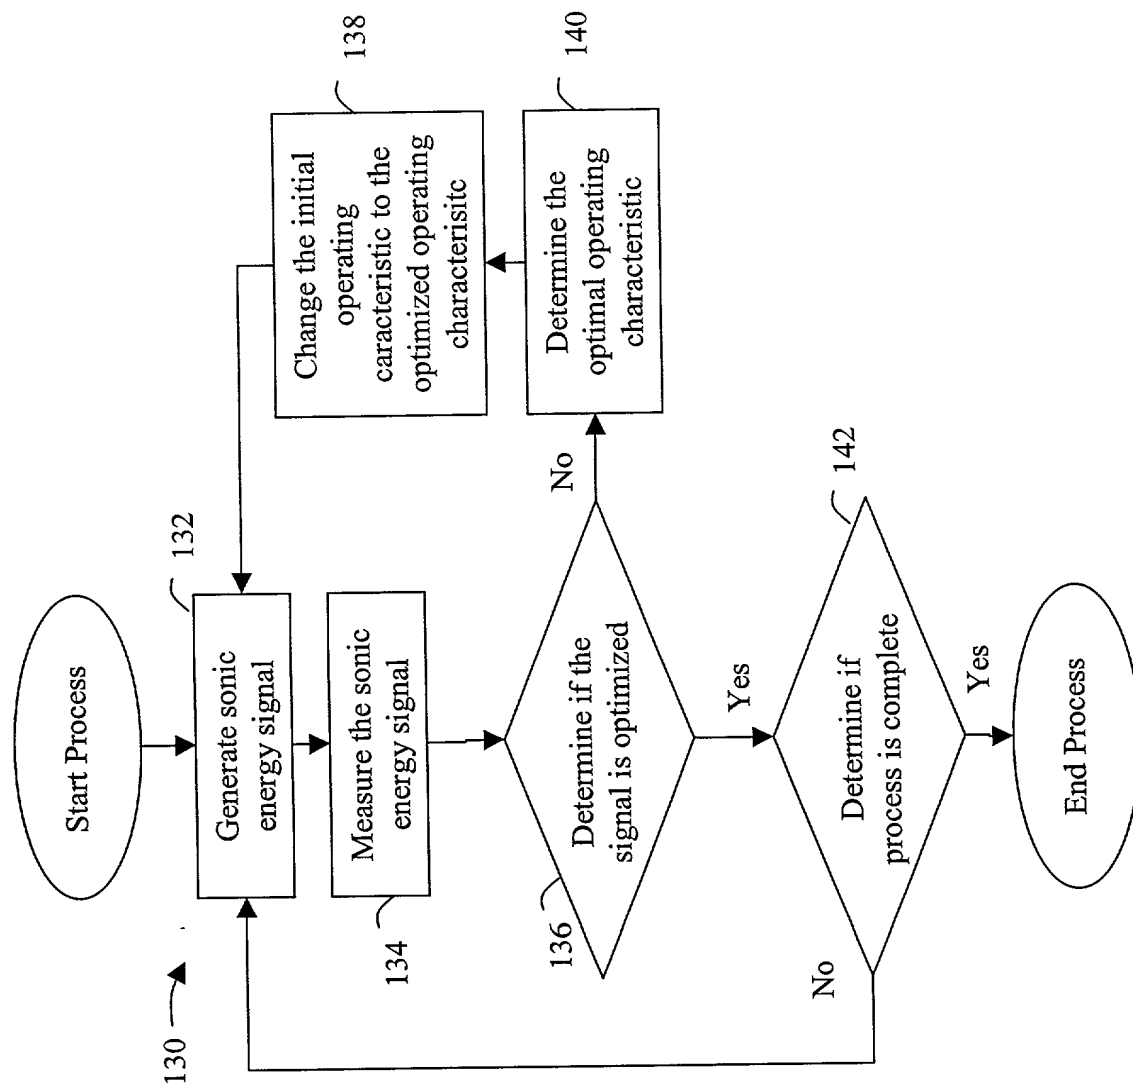 130
Start Process
132
Generate sonic
energy signal
134
Measure the sonic
energy signal
136
Determine if the
signal is optimized
No
Yes
138
Change the initial
operating
caracteristic to the
optimized operating
characterisitc
140
Determine the
optimal operating
characteristic
142
Determine if
process is complete
No
Yes
End Process